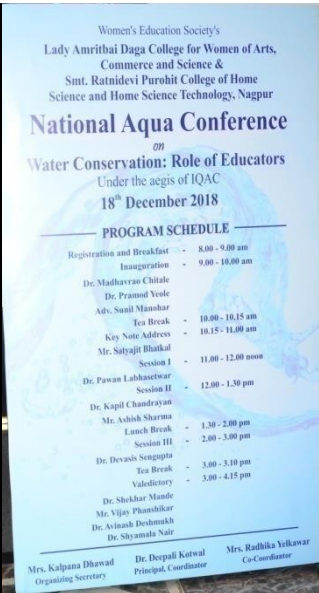 Women's Education Society's
Lady Amritbai Daga College for Women of Arts,
Commerce and Science &
Smt. Ratnidevi Purohit College of Home
Science and Home Science Technology, Nagpur
National Aqua Conference
on
Water Conservation: Role of Educators
Under the aegis of IQAC
18th December 2018
PROGRAM SCHEDULE
Registration and Breakfast - 8.00 - 9.00 am
Inauguration - 9.00 - 10.00 am
Dr. Madhavrao Chitale
Dr. Pramod Yeole
Adv. Sunil Manohar
Tea Break - 10.00 - 10.15 am
Key Note Address - 10.15 - 11.00 am
Mr. Satyajit Bhatkal
Session I - 11.00 - 12.00 noon
Dr. Pawan Labhasetwar
Session II - 12.00 - 1.30 pm
Dr. Kapil Chandrayan
Mr. Ashish Sharma
Lunch Break - 1.30 - 2.00 pm
Session III - 2.00 - 3.00 pm
Dr. Devasis Sengupta
Tea Break - 3.00 - 3.10 pm
Valedictory - 3.00 - 4.15 pm
Dr. Shekhar Mande
Mr. Vijay Phanshikar
Dr. Avinash Deshmukh
Dr. Shyamala Nair
Mrs. Kalpana Dhawad
Organizing Secretary
Dr. Deepali Kotwal
Principal, Coordinator
Mrs. Radhika Yelkawar
Co-Coordiantor